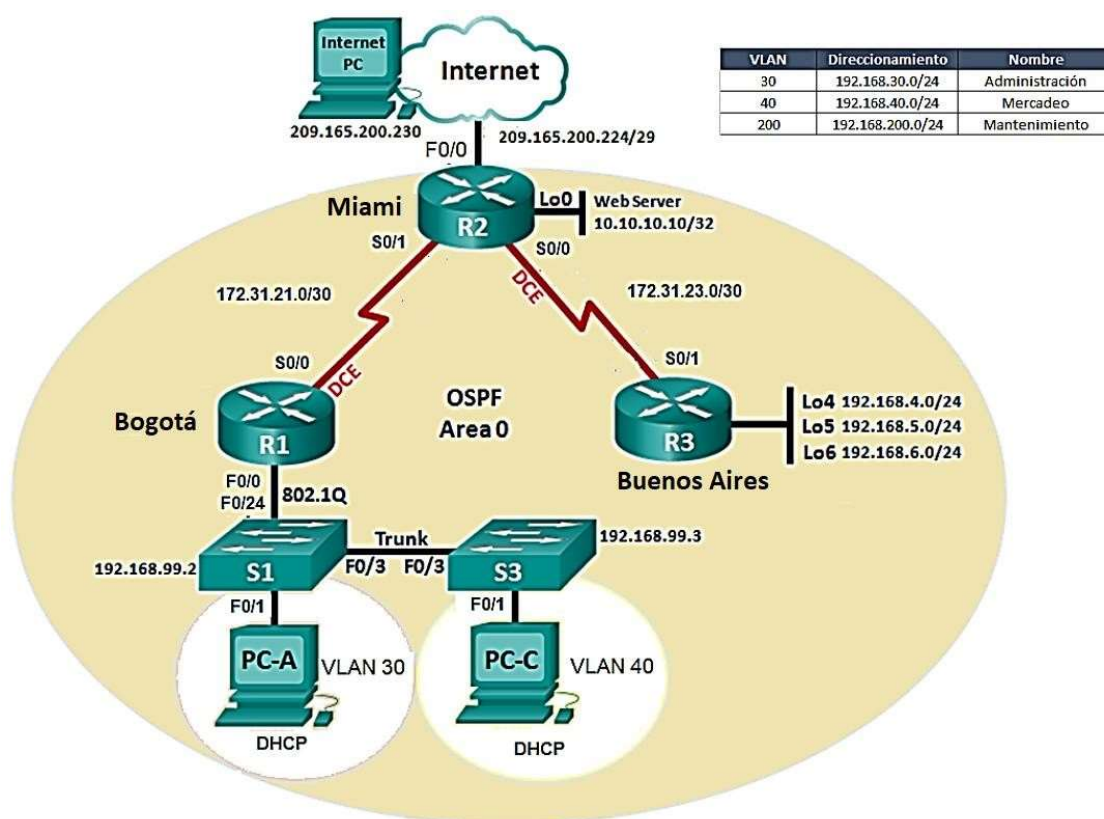 Internet
PC
Internet
209.165.200.230
209.165.200.224/29
F0/0
VLAN Direccionamiento Nombre
30 192.168.30.0/24 Administración
40 192.168.40.0/24 Mercadeo
200 192.168.200.0/24 Mantenimiento
Miami
R2
Lo0
Web Server
10.10.10.10/32
S0/1
S0/0
DCE
172.31.21.0/30
172.31.23.0/30
S0/0
DCE
S0/1
Bogotá
R1
OSPF
Area 0
R3
Buenos Aires
Lo4 192.168.4.0/24
Lo5 192.168.5.0/24
Lo6 192.168.6.0/24
F0/0
F0/24
802.1Q
Trunk
192.168.99.2
S1
F0/3
F0/3
S3
192.168.99.3
F0/1
F0/1
PC-A
VLAN 30
PC-C
VLAN 40
DHCP
DHCP